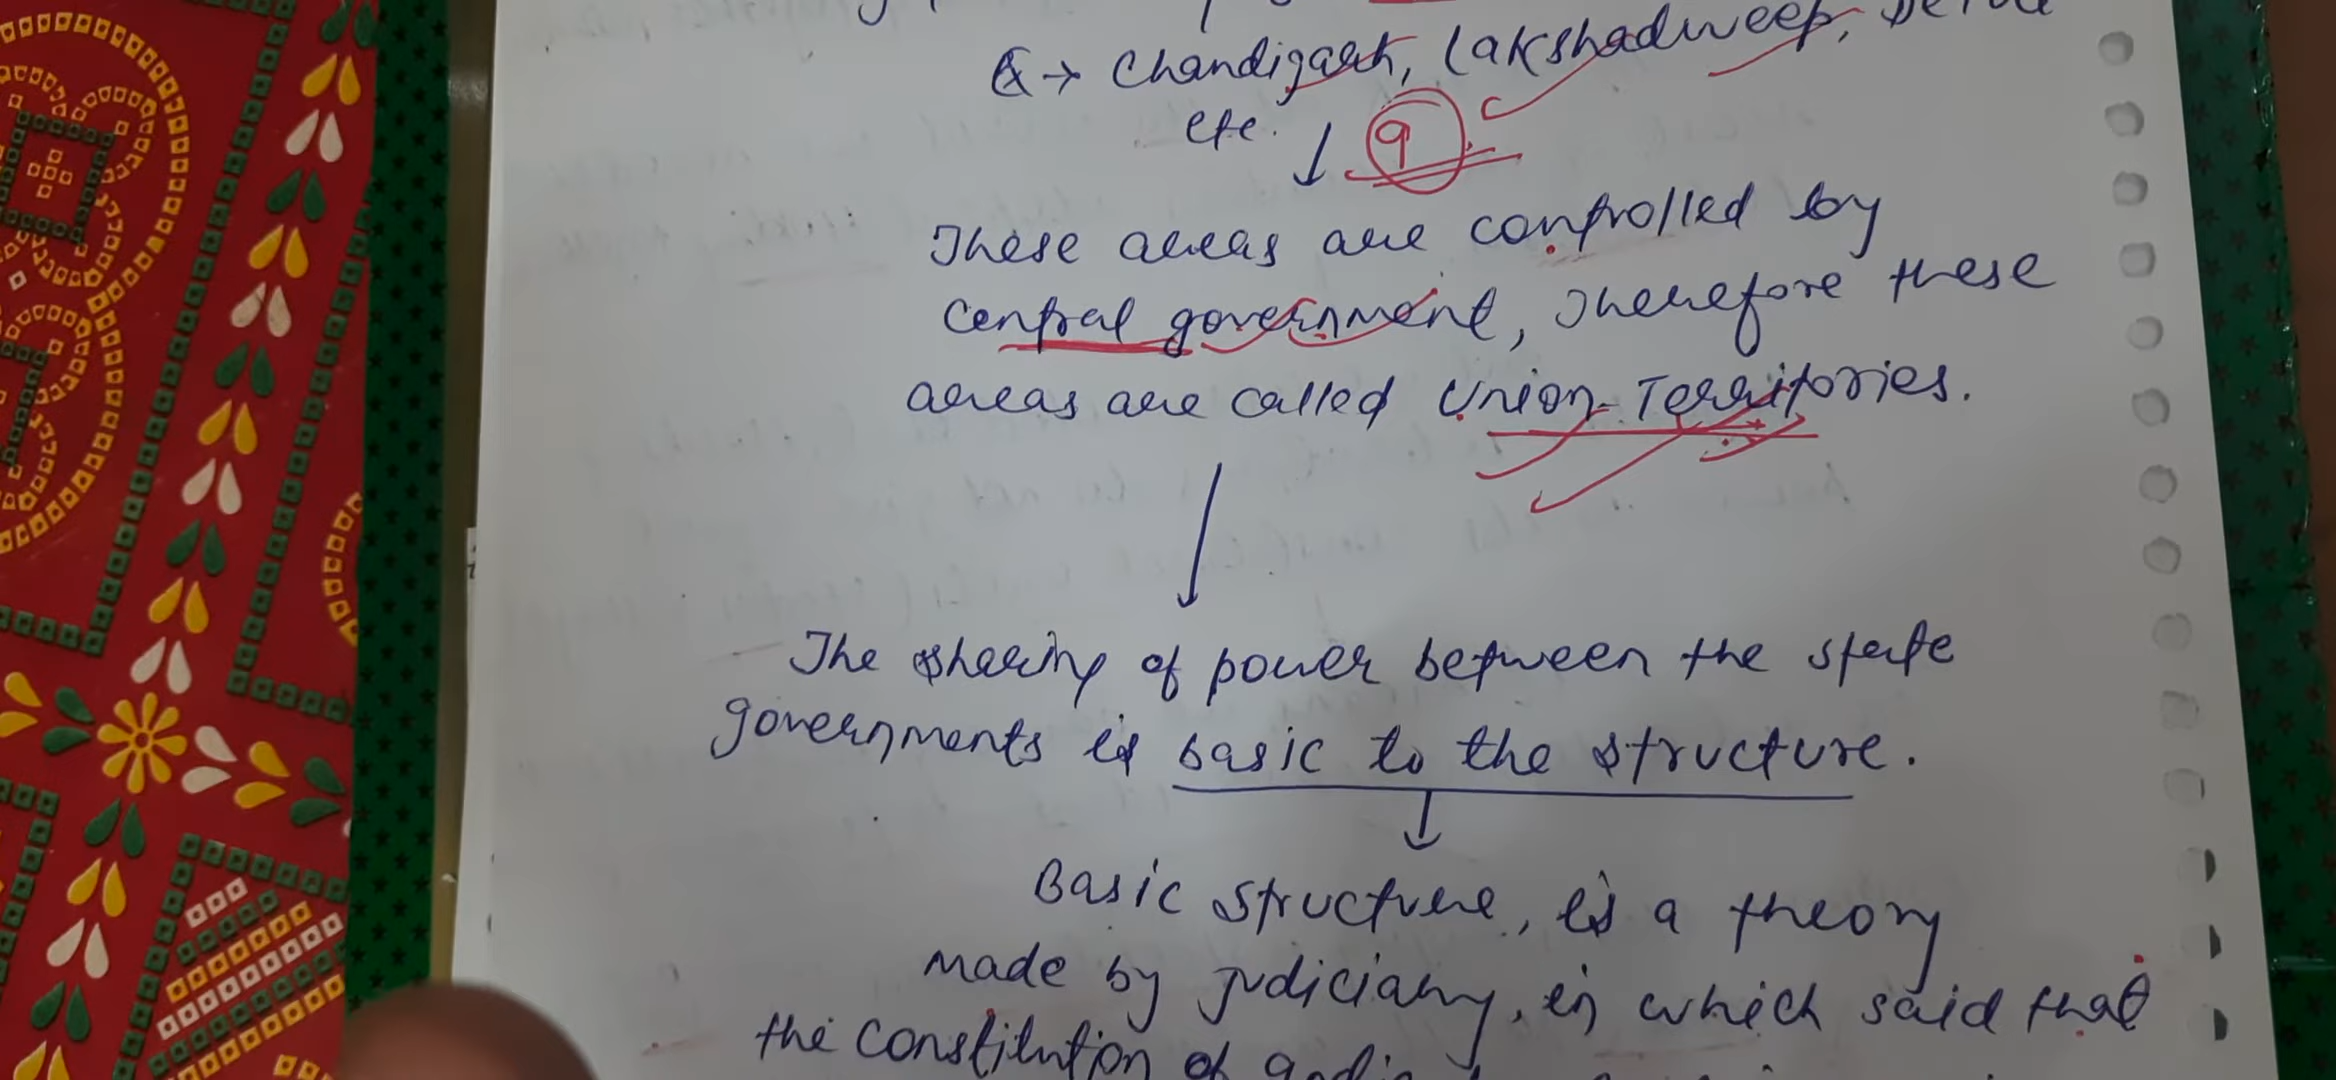 Ex → Chandigarh, Lakshadweep,
etc. ↓ 9
These areas are controlled by
central government, Therefore these
areas are called Union-Territories.
The sharing of power between the state
governments is basic to the structure.
Basic structure, is a theory
made by judiciary, in which said that
the constitution of